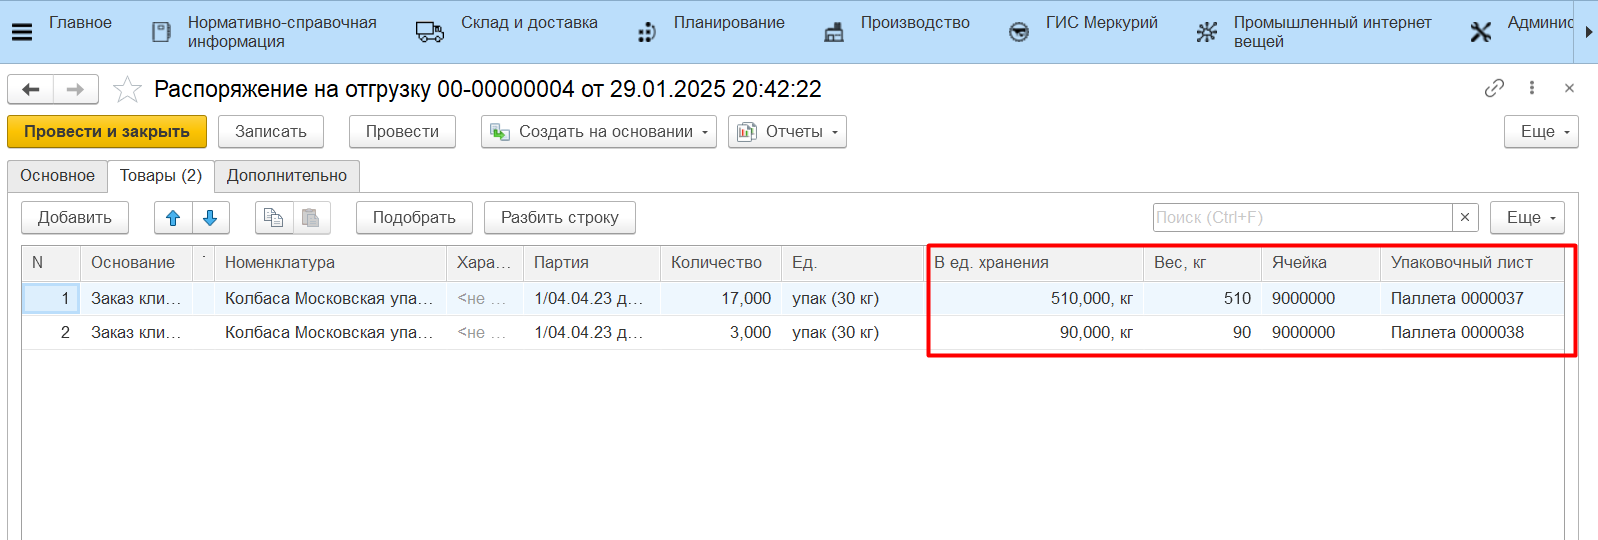 Главное
Нормативно-справочная информация
Склад и доставка
Планирование
Производство
ГИС Меркурий
Промышленный интернет вещей
Админис
Распоряжение на отгрузку 00-00000004 от 29.01.2025 20:42:22
Провести и закрыть Записать Провести Создать на основании Отчеты Еще
Основное Товары (2) Дополнительно
Добавить Подобрать Разбить строку Поиск (Ctrl+F) × Еще
N Основание Номенклатура Хара... Партия Количество Ед. В ед. хранения Вес, кг Ячейка Упаковочный лист
1 Заказ кли... Колбаса Московская упа... <не ... 1/04.04.23 д... 17,000 упак (30 кг) 510,000, кг 510 9000000 Паллета 0000037
2 Заказ кли... Колбаса Московская упа... <не ... 1/04.04.23 д... 3,000 упак (30 кг) 90,000, кг 90 9000000 Паллета 0000038